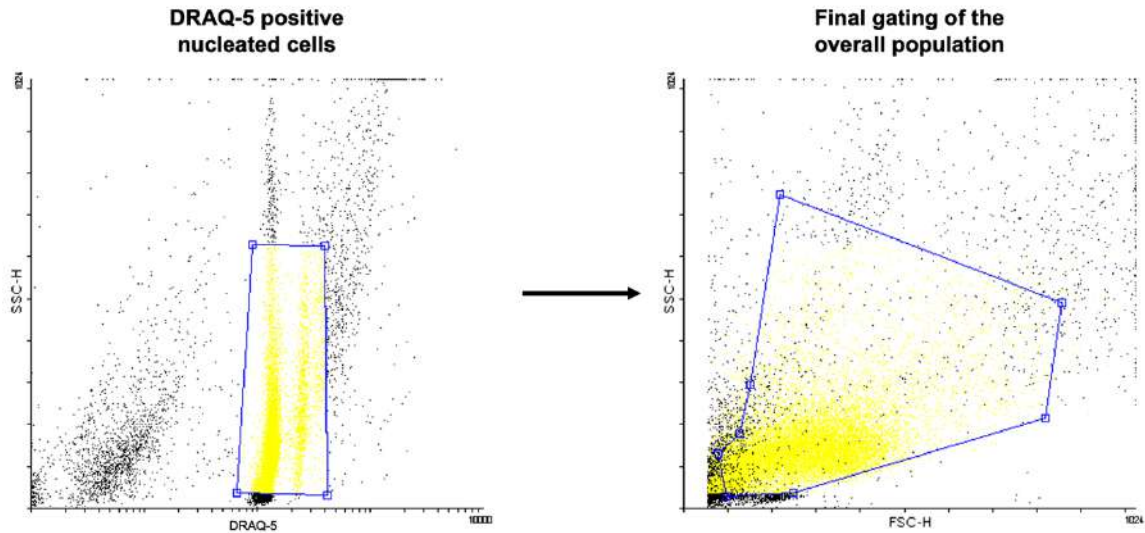 DRAQ-5 positive
nucleated cells
Final gating of the
overall population
1024
SSC-H
DRAQ-5
10000
1024
SSC-H
FSC-H
1024